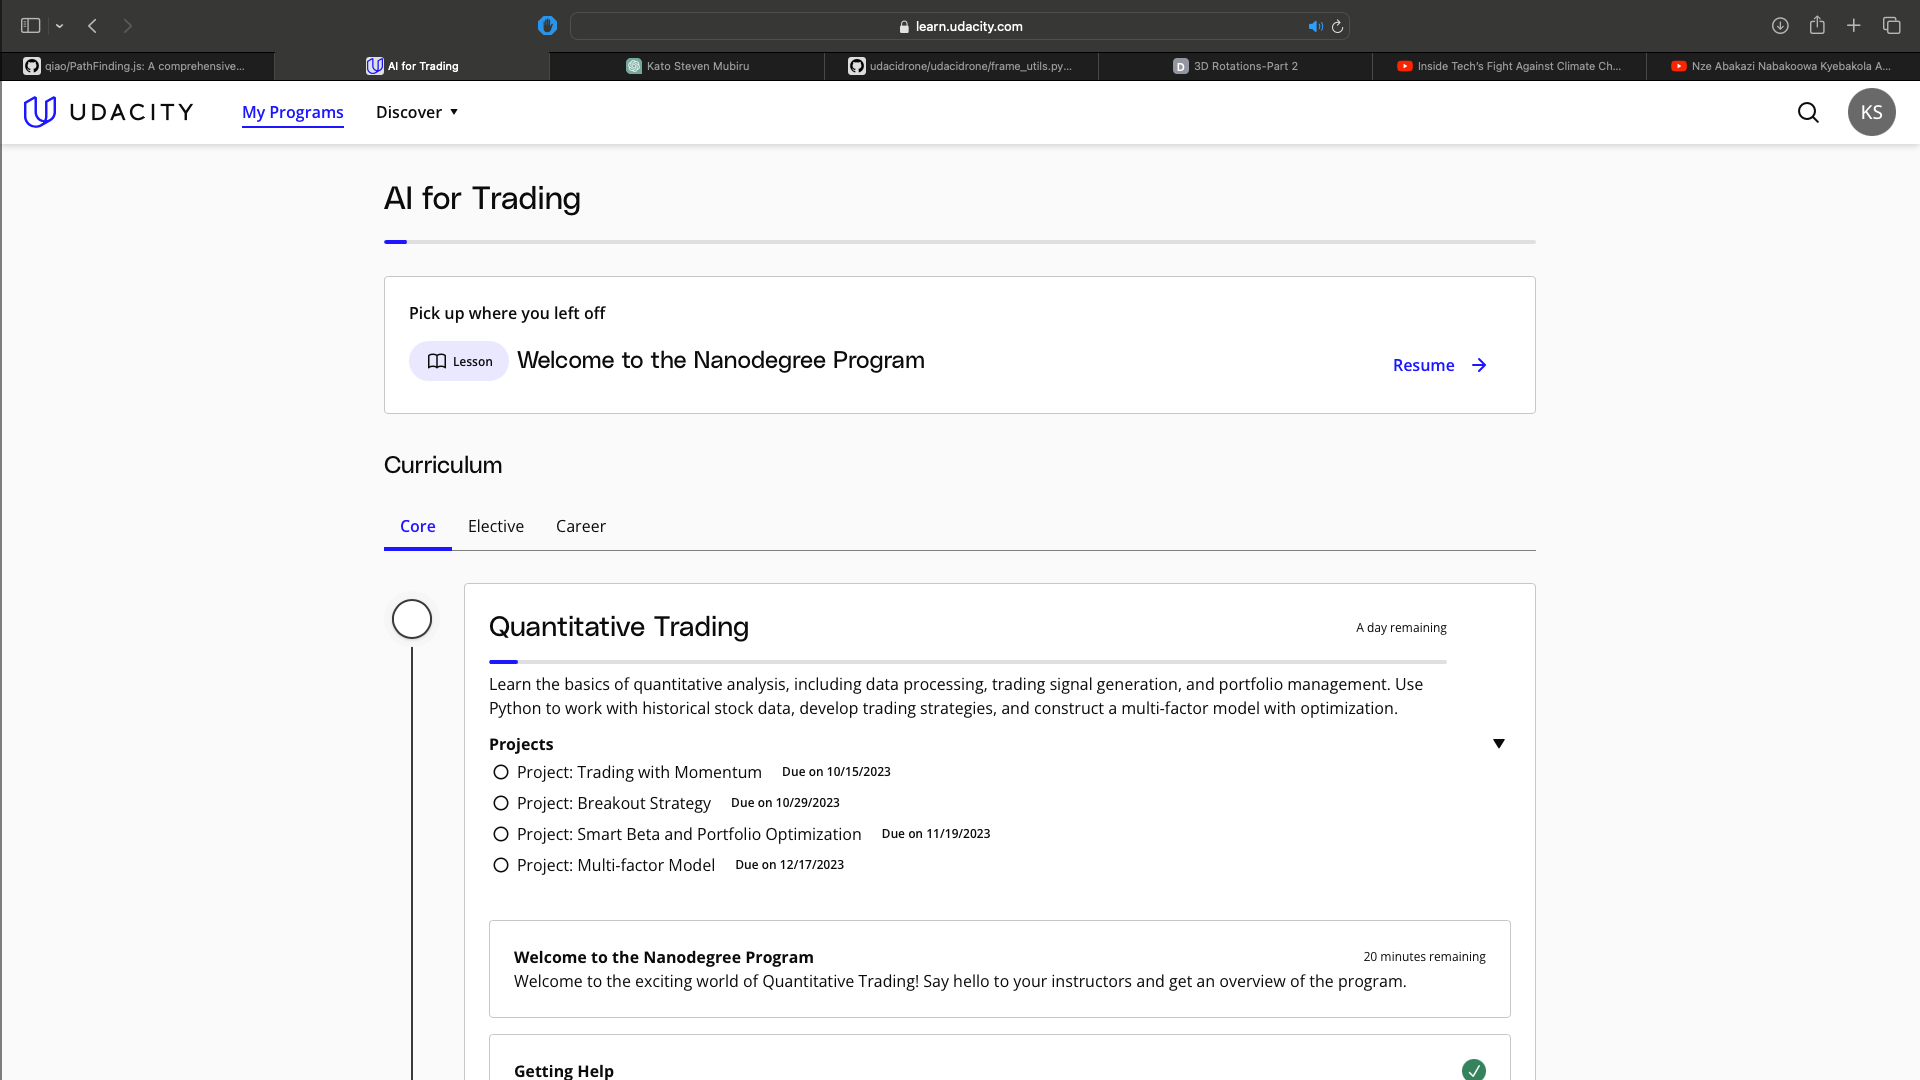 learn.udacity.com
qiao/PathFinding.js: A comprehensive...
AI for Trading
Kato Steven Mubiru
udacidrone/udacidrone/frame_utils.py...
D 3D Rotations-Part 2
Inside Tech's Fight Against Climate Ch...
Nze Abakazi Nabakoowa Kyebakola A...
UDACITY
My Programs
Discover
KS
AI for Trading
Pick up where you left off
Lesson
Welcome to the Nanodegree Program
Resume
Curriculum
Core
Elective
Career
Quantitative Trading
A day remaining
Learn the basics of quantitative analysis, including data processing, trading signal generation, and portfolio management. Use
Python to work with historical stock data, develop trading strategies, and construct a multi-factor model with optimization.
Projects
Project: Trading with Momentum Due on 10/15/2023
Project: Breakout Strategy Due on 10/29/2023
Project: Smart Beta and Portfolio Optimization Due on 11/19/2023
Project: Multi-factor Model Due on 12/17/2023
Welcome to the Nanodegree Program
20 minutes remaining
Welcome to the exciting world of Quantitative Trading! Say hello to your instructors and get an overview of the program.
Getting Help